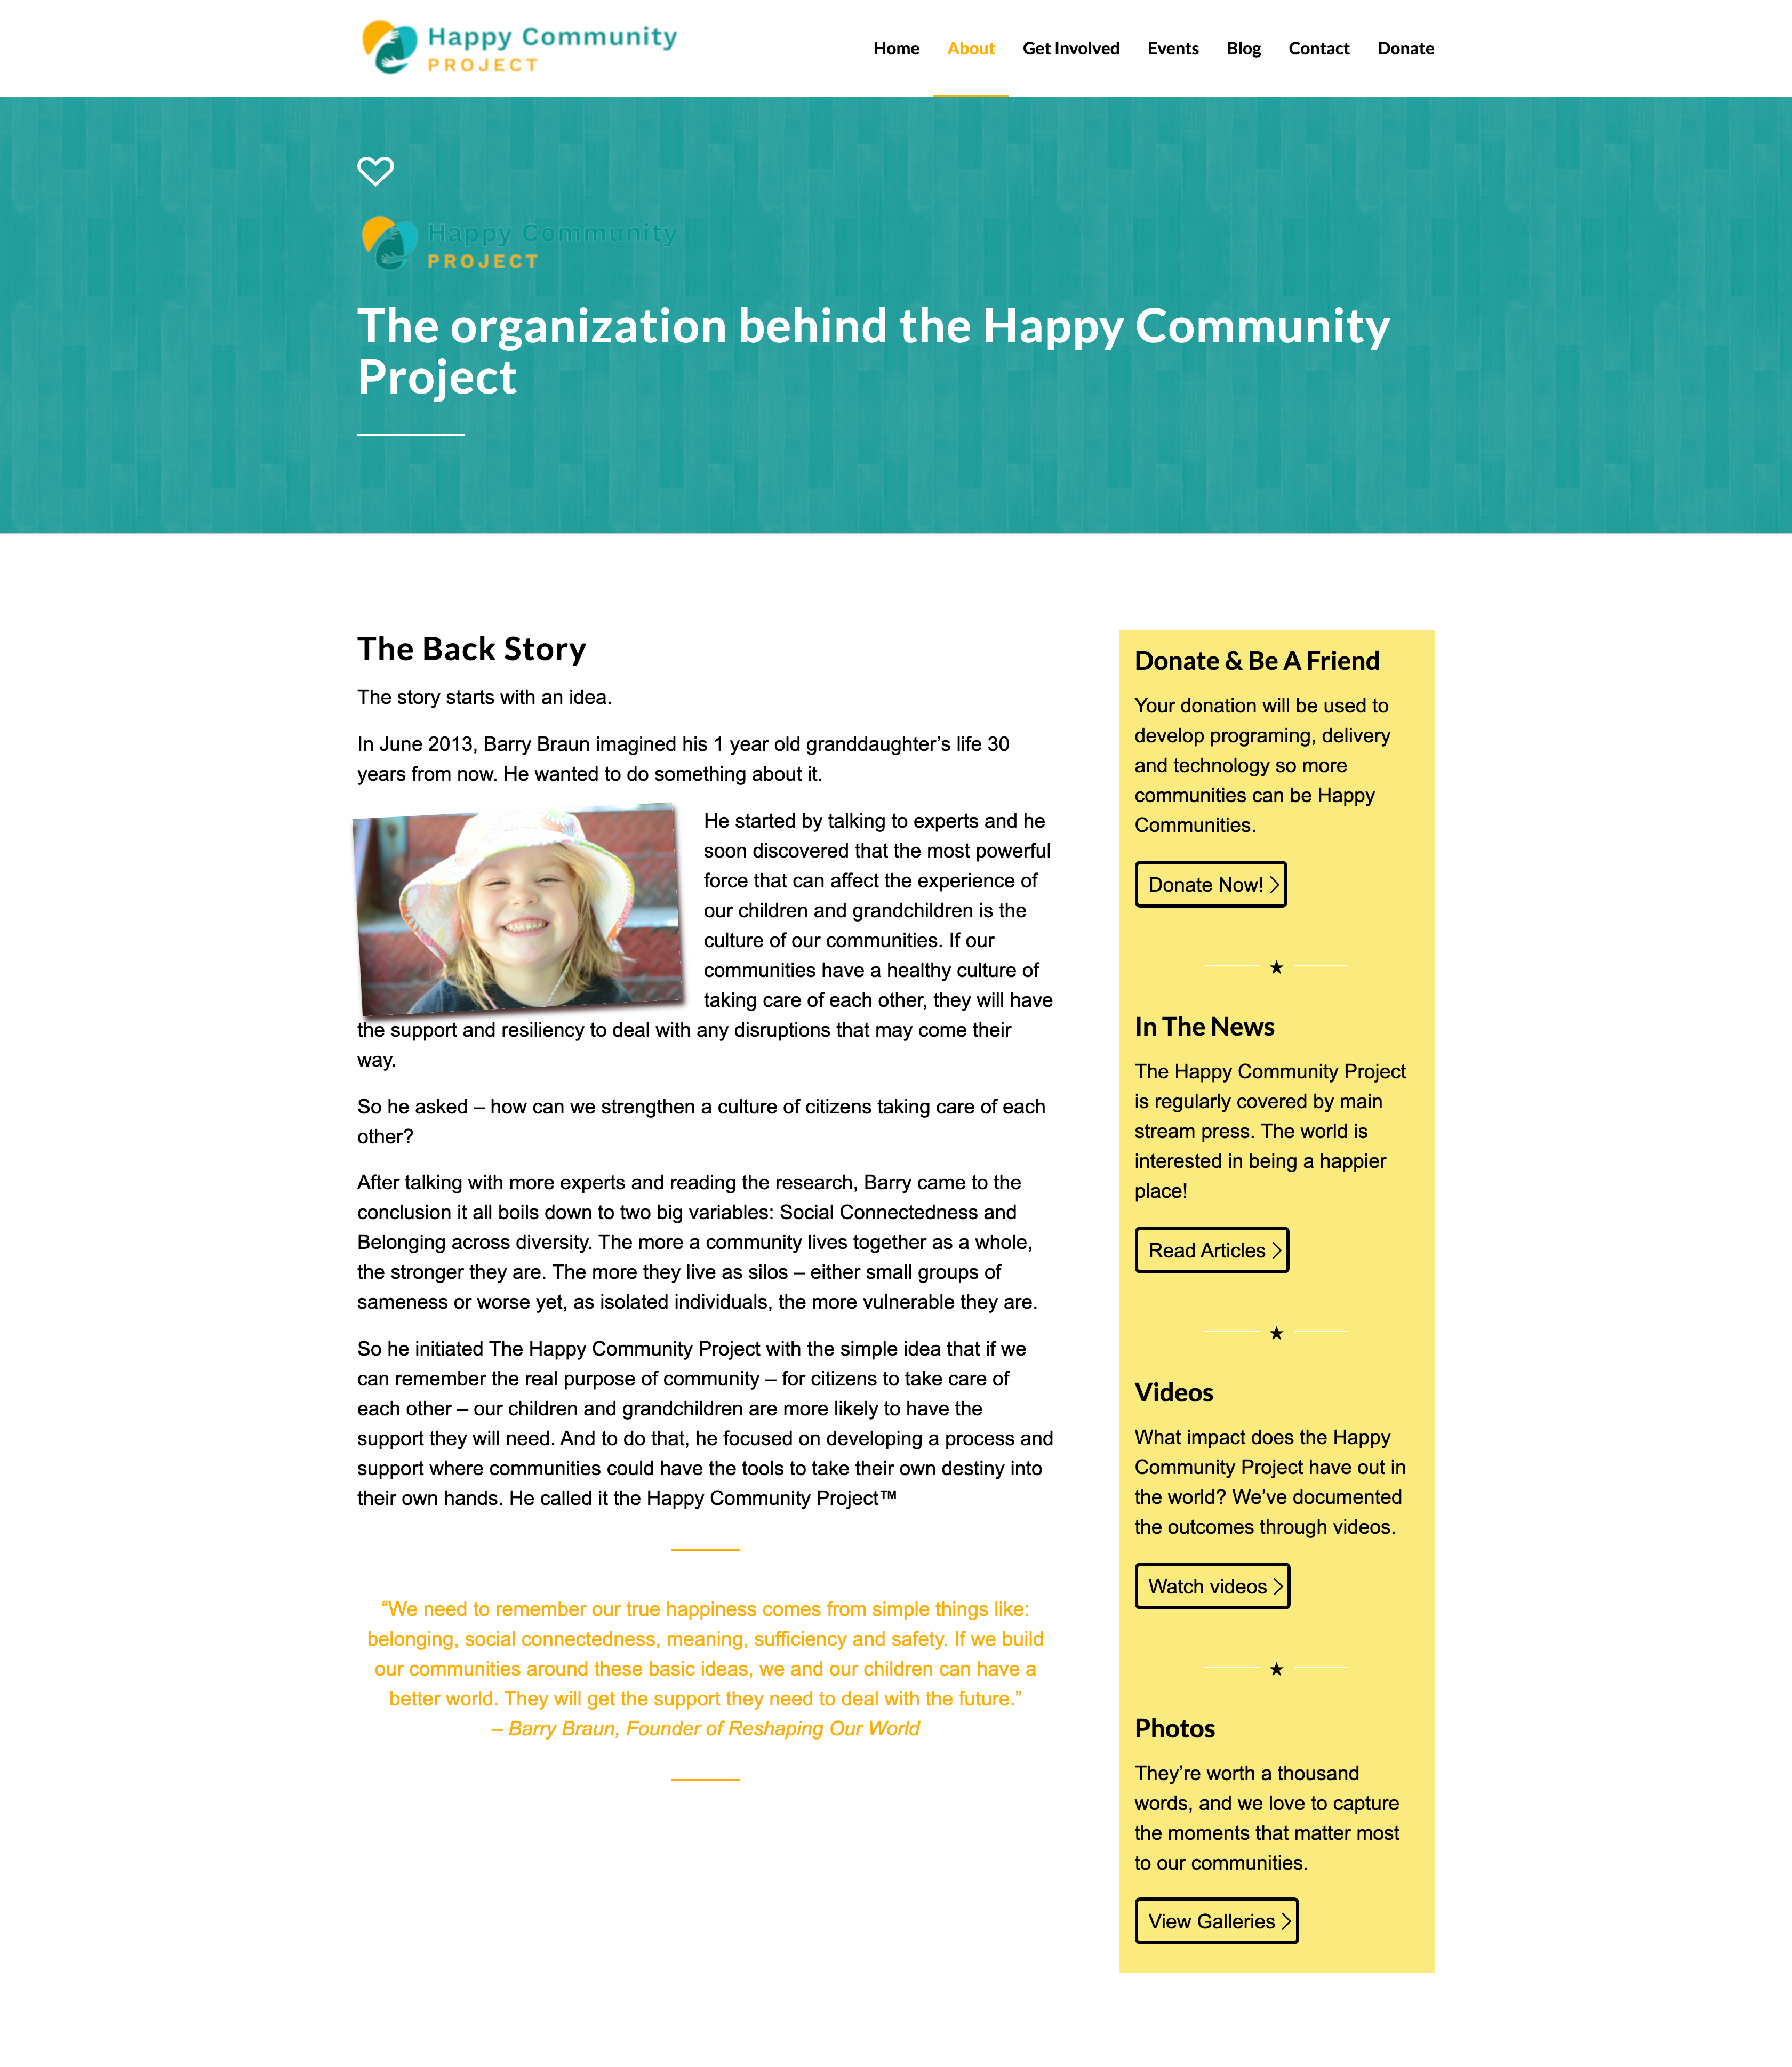 Happy Community
PROJECT
Home
About
Get Involved
Events
Blog
Contact
Donate
Happy Community
PROJECT
The organization behind the Happy Community
Project
The Back Story
The story starts with an idea.
In June 2013, Barry Braun imagined his 1 year old granddaughter’s life 30
years from now. He wanted to do something about it.
He started by talking to experts and he
soon discovered that the most powerful
force that can affect the experience of
our children and grandchildren is the
culture of our communities. If our
communities have a healthy culture of
taking care of each other, they will have
the support and resiliency to deal with any disruptions that may come their
way.
So he asked – how can we strengthen a culture of citizens taking care of each
other?
After talking with more experts and reading the research, Barry came to the
conclusion it all boils down to two big variables: Social Connectedness and
Belonging across diversity. The more a community lives together as a whole,
the stronger they are. The more they live as silos – either small groups of
sameness or worse yet, as isolated individuals, the more vulnerable they are.
So he initiated The Happy Community Project with the simple idea that if we
can remember the real purpose of community – for citizens to take care of
each other – our children and grandchildren are more likely to have the
support they will need. And to do that, he focused on developing a process and
support where communities could have the tools to take their own destiny into
their own hands. He called it the Happy Community Project™
“We need to remember our true happiness comes from simple things like:
belonging, social connectedness, meaning, sufficiency and safety. If we build
our communities around these basic ideas, we and our children can have a
better world. They will get the support they need to deal with the future.”
– Barry Braun, Founder of Reshaping Our World
Donate & Be A Friend
Your donation will be used to
develop programing, delivery
and technology so more
communities can be Happy
Communities.
Donate Now!
In The News
The Happy Community Project
is regularly covered by main
stream press. The world is
interested in being a happier
place!
Read Articles
Videos
What impact does the Happy
Community Project have out in
the world? We’ve documented
the outcomes through videos.
Watch videos
Photos
They’re worth a thousand
words, and we love to capture
the moments that matter most
to our communities.
View Galleries